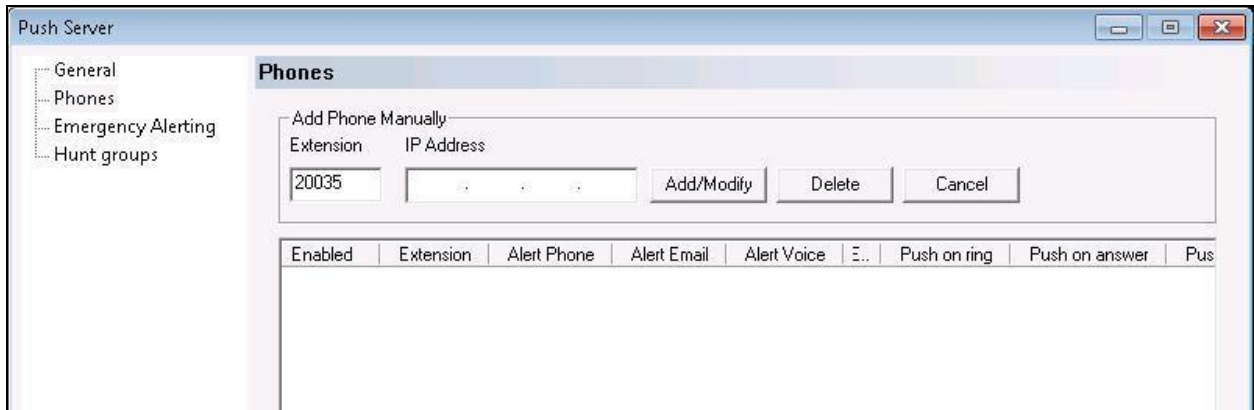 Push Server
General
Phones
Emergency Alerting
Hunt groups
Phones
Add Phone Manually
Extension IP Address
20035 . . . Add/Modify Delete Cancel
Enabled Extension Alert Phone Alert Email Alert Voice E.. Push on ring Push on answer Pus